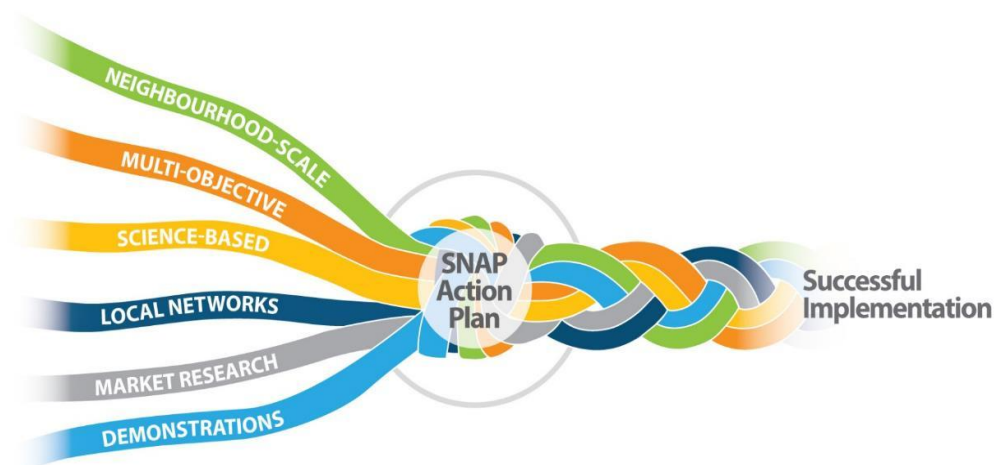 NEIGHBOURHOOD-SCALE
MULTI-OBJECTIVE
SCIENCE-BASED
LOCAL NETWORKS
MARKET RESEARCH
DEMONSTRATIONS
SNAP
Action
Plan
Successful
Implementation